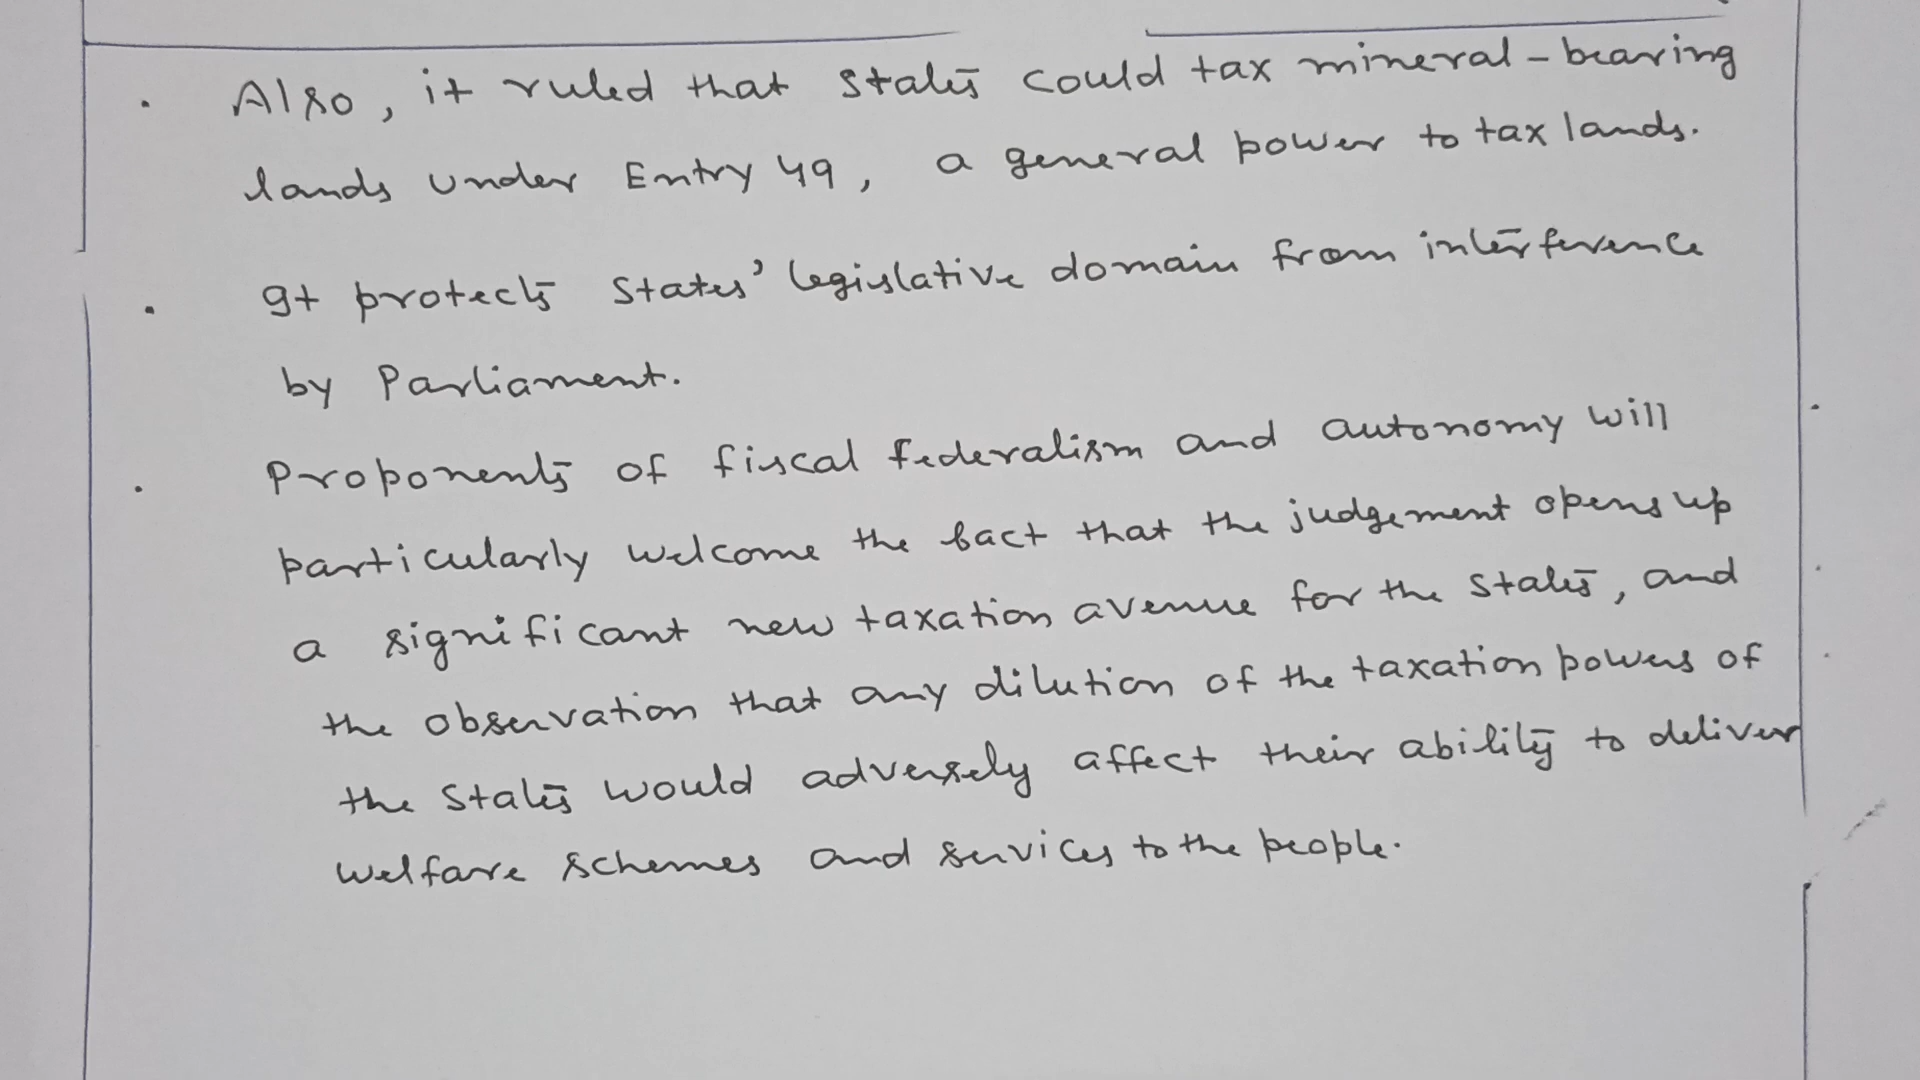 · Also, it ruled that states could tax mineral-bearing
lands under Entry 49, a general power to tax lands.
· It protects States' legislative domain from interference
by Parliament.
· Proponents of fiscal federalism and autonomy will
particularly welcome the fact that the judgement opens up
a significant new taxation avenue for the states, and
the observation that any dilution of the taxation powers of
the states would adversely affect their ability to deliver
welfare schemes and services to the people.